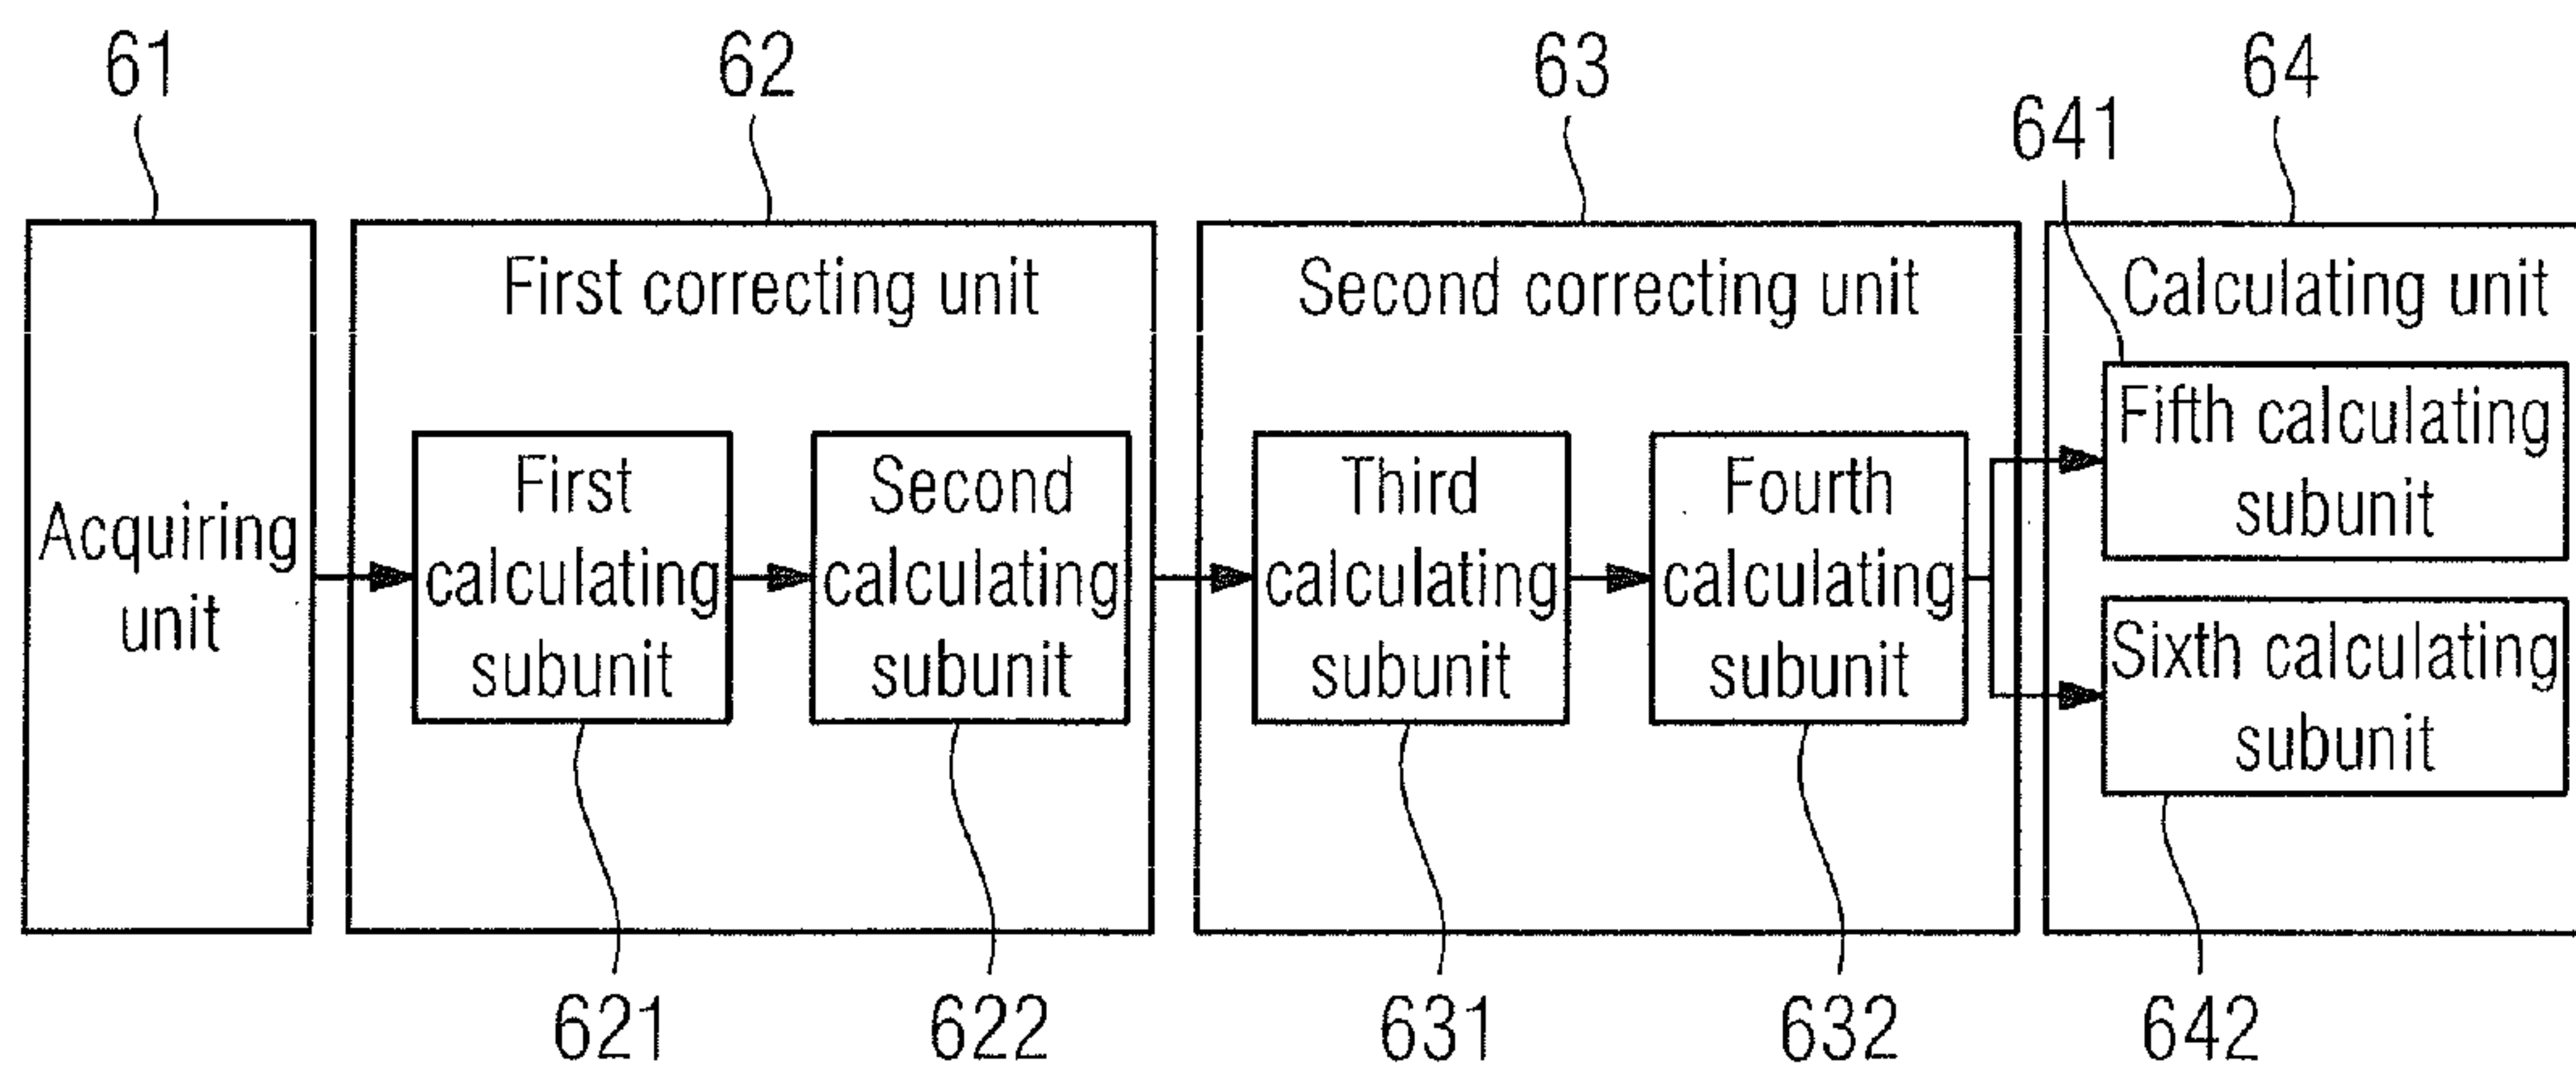 61
62
63
64
641
First correcting unit
Second correcting unit
Calculating unit
Acquiring
unit
First
calculating
subunit
Second
calculating
subunit
Third
calculating
subunit
Fourth
calculating
subunit
Fifth calculating
subunit
Sixth calculating
subunit
621
622
631
632
642